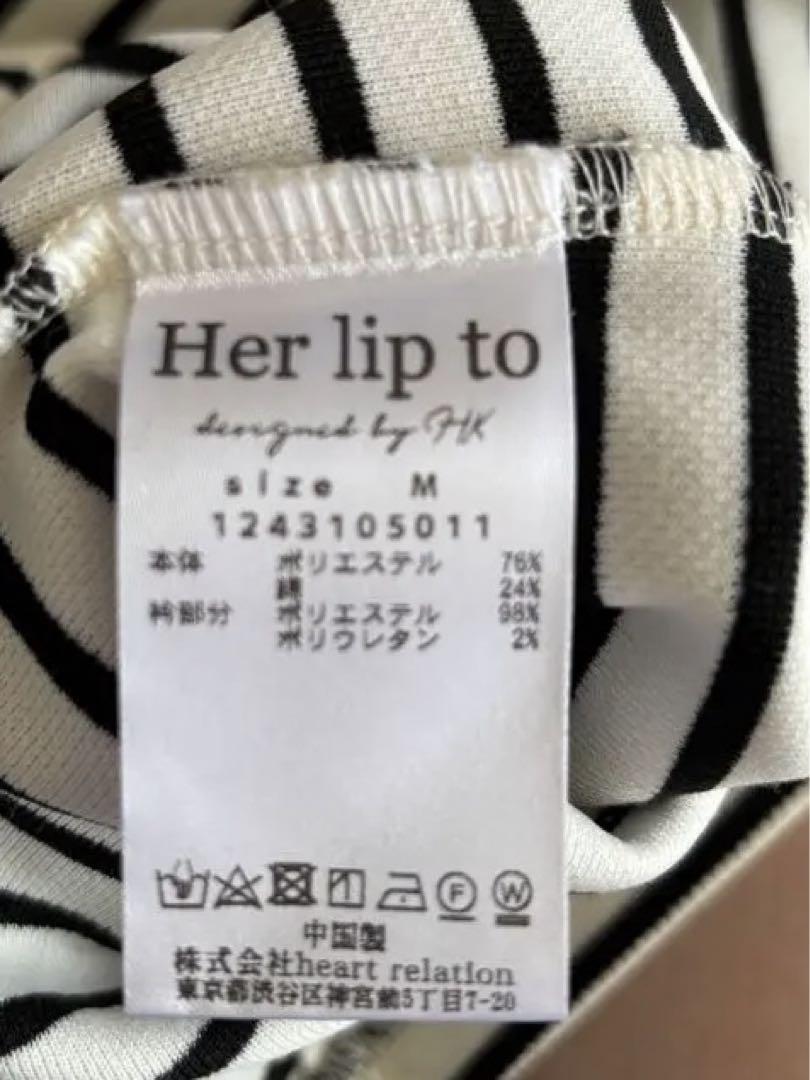 Her lip to
designed by HK
size M
1243105011
本体 ポリエステル 76%
綿 24%
衿部分 ポリエステル 98%
ポリウレタン 2%
F W
中国製
株式会社heart relation
東京都渋谷区神宮前5丁目7-20